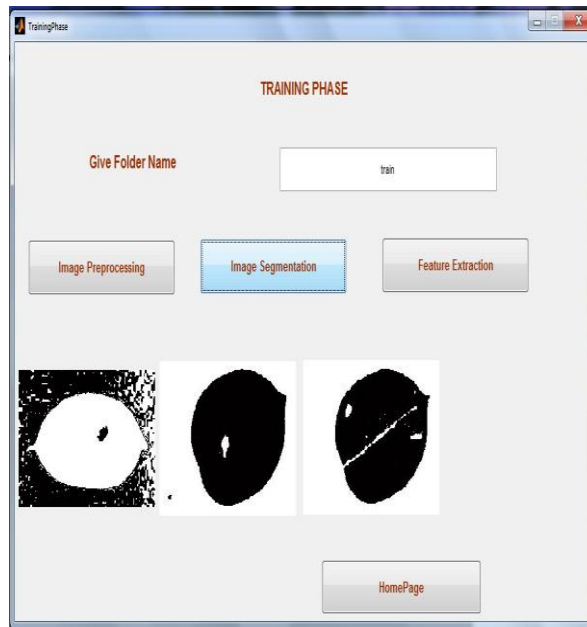 TrainingPhase
TRAINING PHASE
Give Folder Name
train
Image Preprocessing
Image Segmentation
Feature Extraction
HomePage